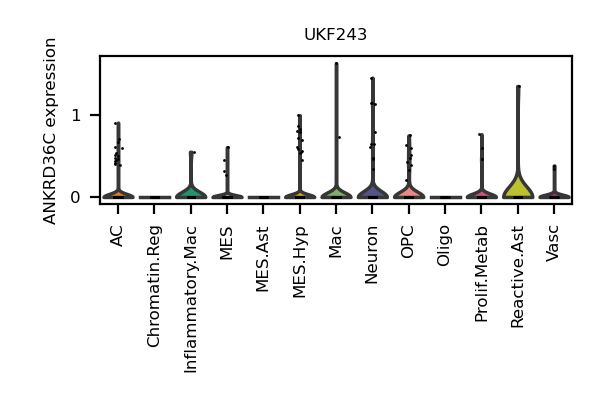 UKF243
ANKRD36C expression
1
0
AC
Chromatin.Reg
Inflammatory.Mac
MES
MES.Ast
MES.Hyp
Mac
Neuron
OPC
Oligo
Prolif.Metab
Reactive.Ast
Vasc